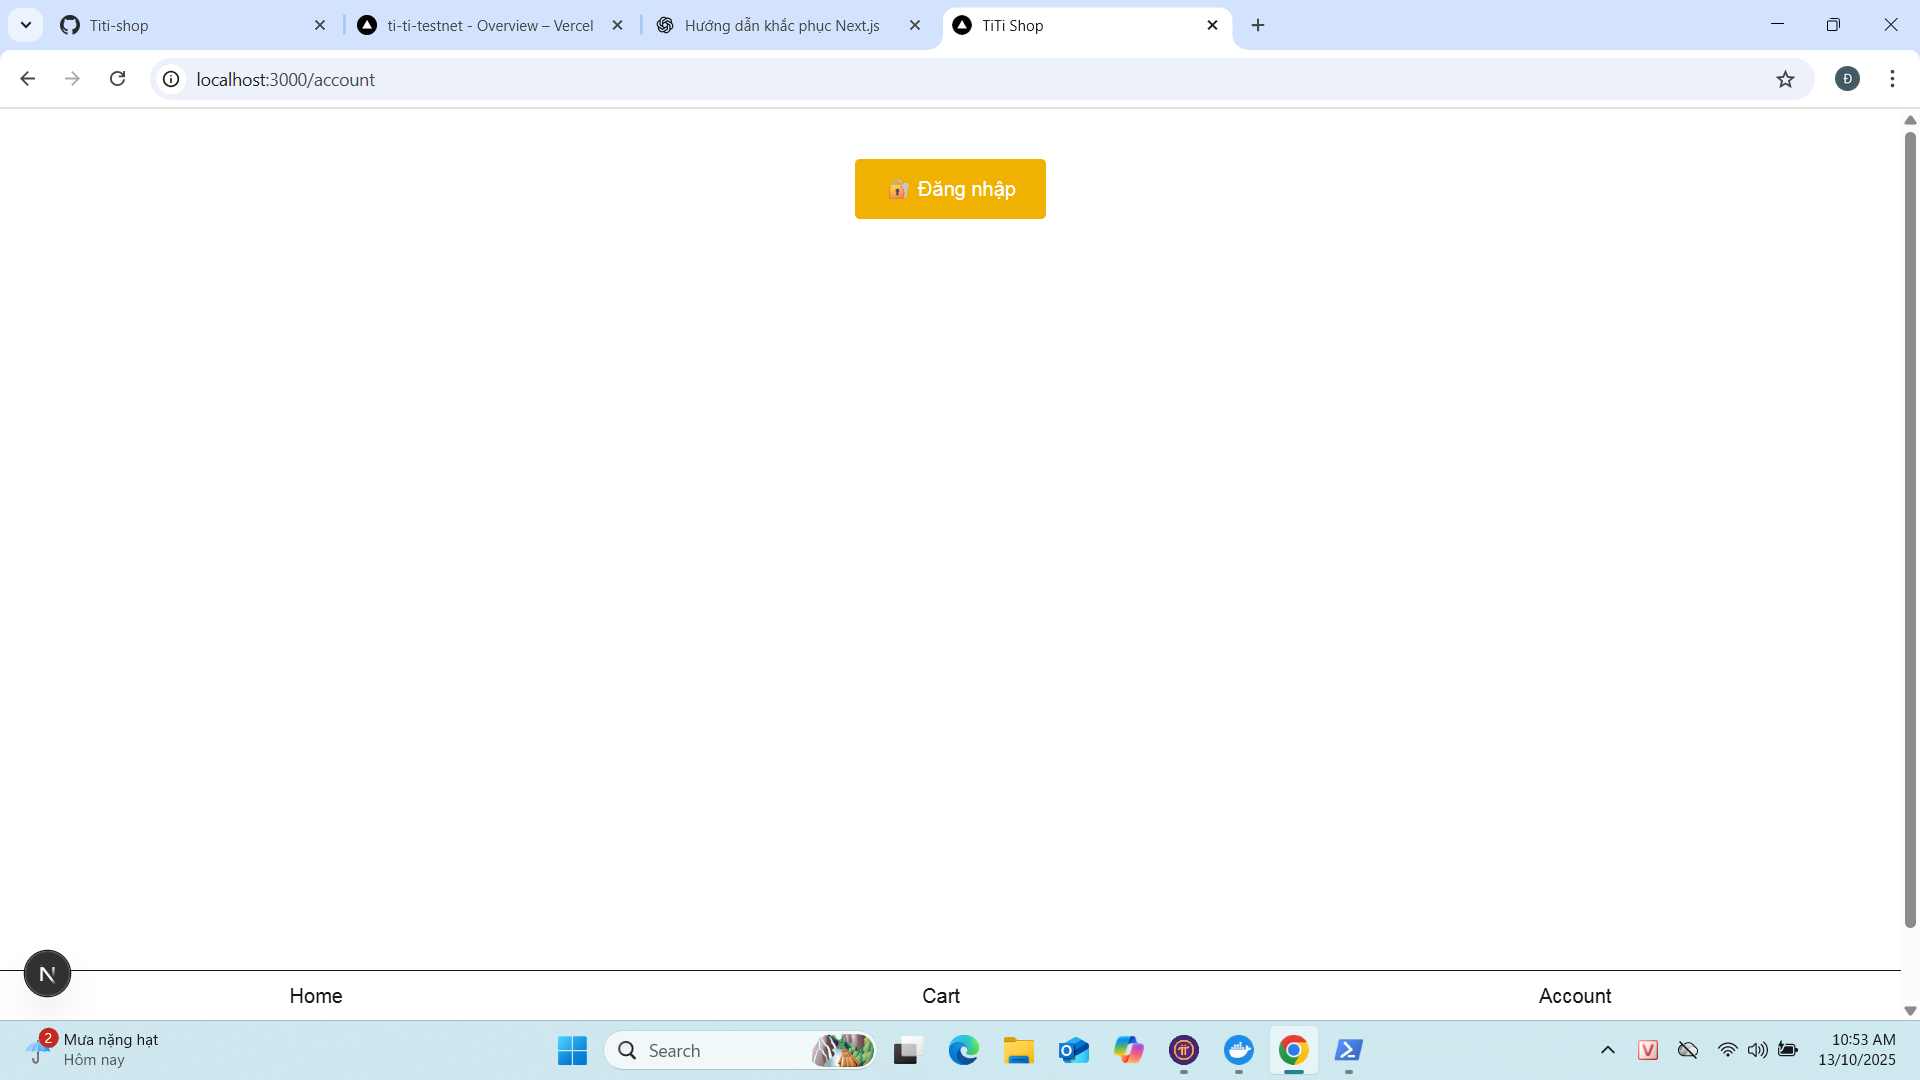 Titi-shop
ti-ti-testnet - Overview – Vercel
Hướng dẫn khắc phục Next.js
TiTi Shop
localhost:3000/account
Đ
🔐 Đăng nhập
N
Home
Cart
Account
2
Mưa nặng hạt
Hôm nay
Search
V
10:53 AM
13/10/2025